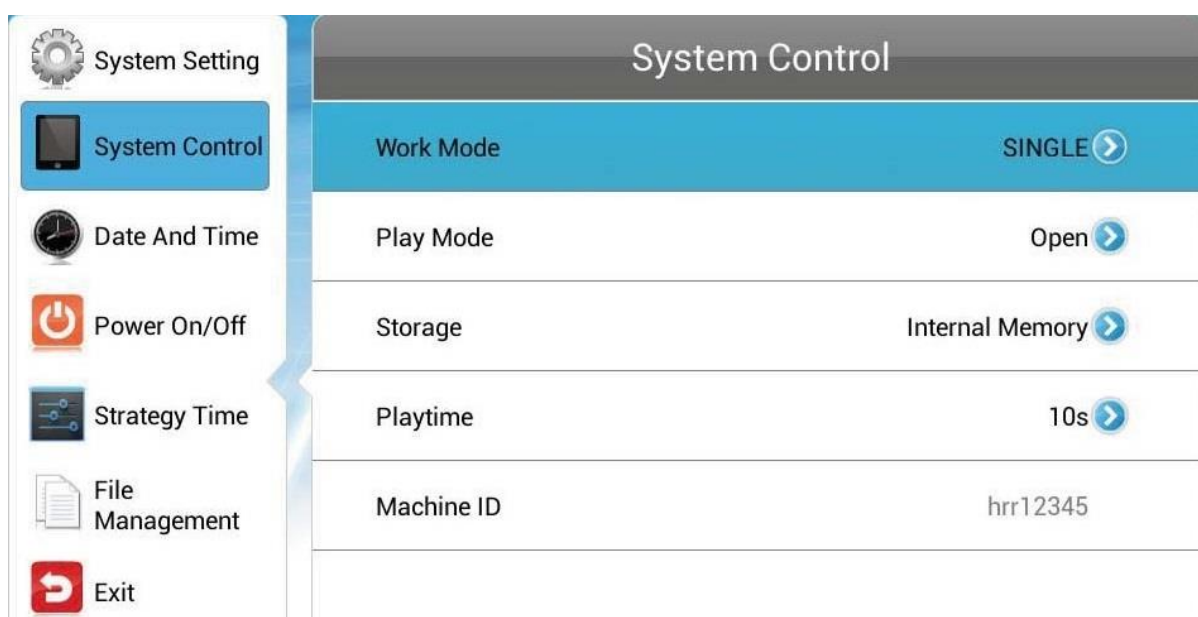 System Setting
System Control
Date And Time
Power On/Off
Strategy Time
File
Management
Exit
System Control
Work Mode SINGLE
Play Mode Open
Storage Internal Memory
Playtime 10s
Machine ID hrr12345